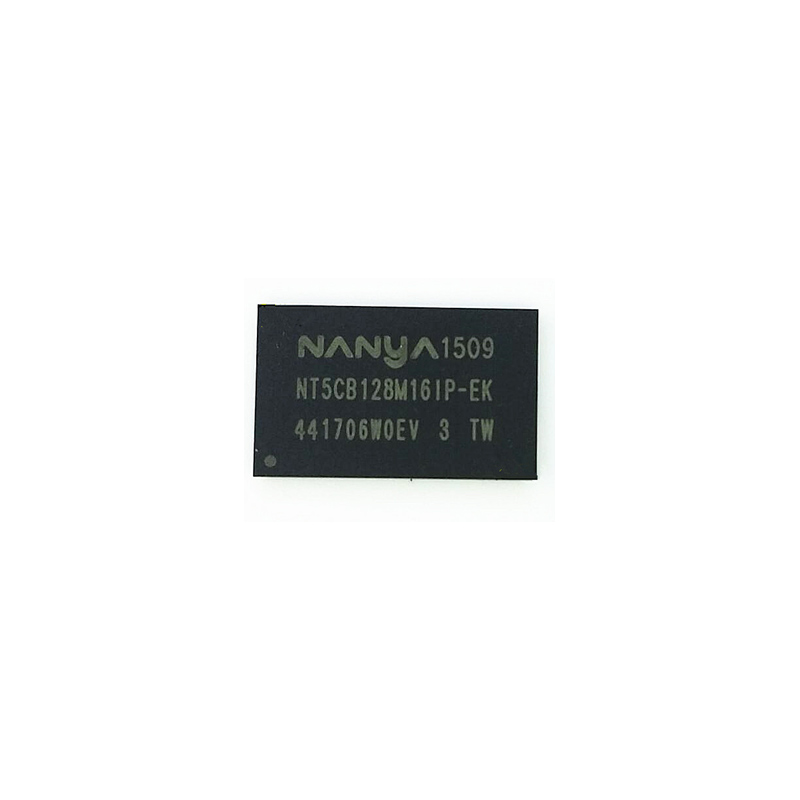 NANYA 1509
NT5CB128M16IP-EK
441706W0EV 3 TW